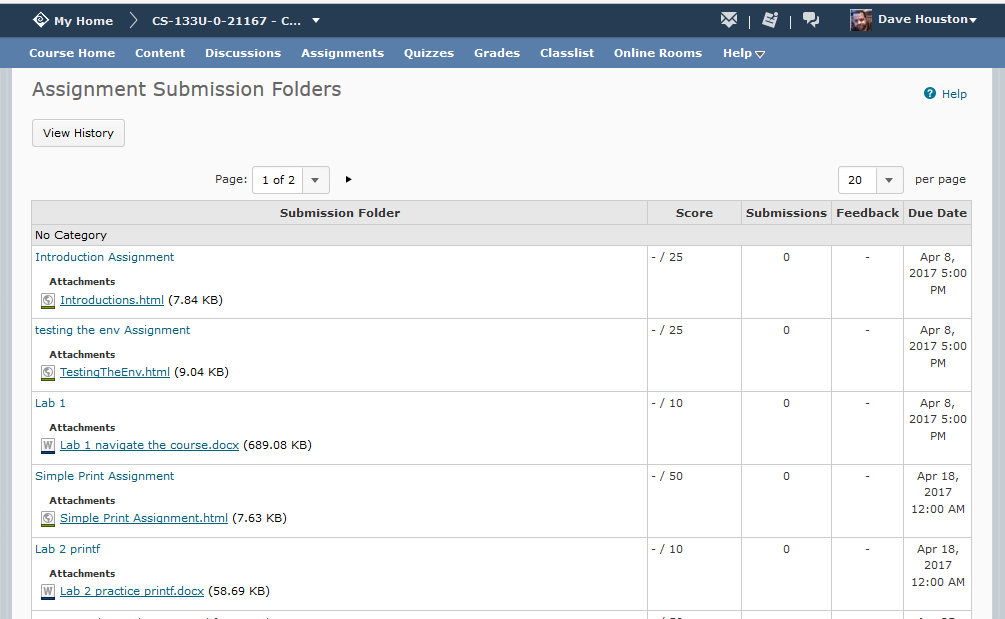 My Home CS-133U-0-21167 - C... Dave Houston
Course Home Content Discussions Assignments Quizzes Grades Classlist Online Rooms Help
Assignment Submission Folders
Help
View History
Page: 1 of 2 20 per page
Submission Folder Score Submissions Feedback Due Date
No Category
Introduction Assignment - / 25 0 - Apr 8,
2017 5:00
PM
Attachments
Introductions.html (7.84 KB)
testing the env Assignment - / 25 0 - Apr 8,
2017 5:00
PM
Attachments
TestingTheEnv.html (9.04 KB)
Lab 1 - / 10 0 - Apr 8,
2017 5:00
PM
Attachments
Lab 1 navigate the course.docx (689.08 KB)
Simple Print Assignment - / 50 0 - Apr 18,
2017
12:00 AM
Attachments
Simple Print Assignment.html (7.63 KB)
Lab 2 printf - / 10 0 - Apr 18,
2017
12:00 AM
Attachments
Lab 2 practice printf.docx (58.69 KB)